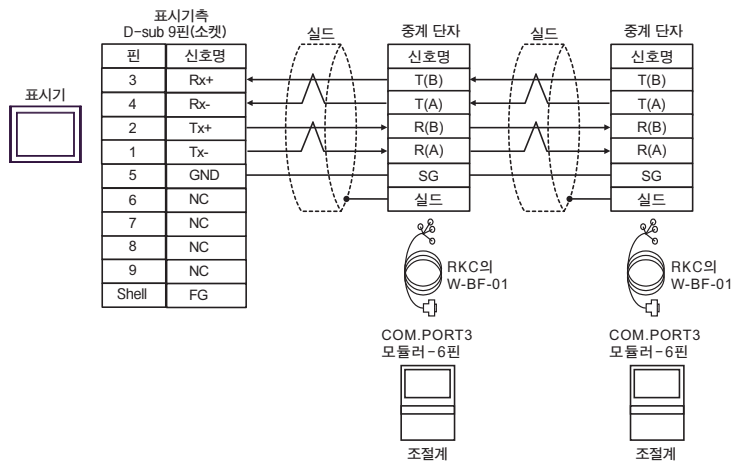 표시기측
D-sub 9핀(소켓)
실드
중계 단자
실드
중계 단자
핀 신호명 신호명 신호명
3 Rx+ T(B) T(B)
4 Rx- T(A) T(A)
2 Tx+ R(B) R(B)
1 Tx- R(A) R(A)
5 GND SG SG
6 NC 실드 실드
7 NC
8 NC
9 NC
Shell FG
표시기
RKC의
W-BF-01
RKC의
W-BF-01
COM.PORT3
모듈러-6핀
COM.PORT3
모듈러-6핀
조절계
조절계